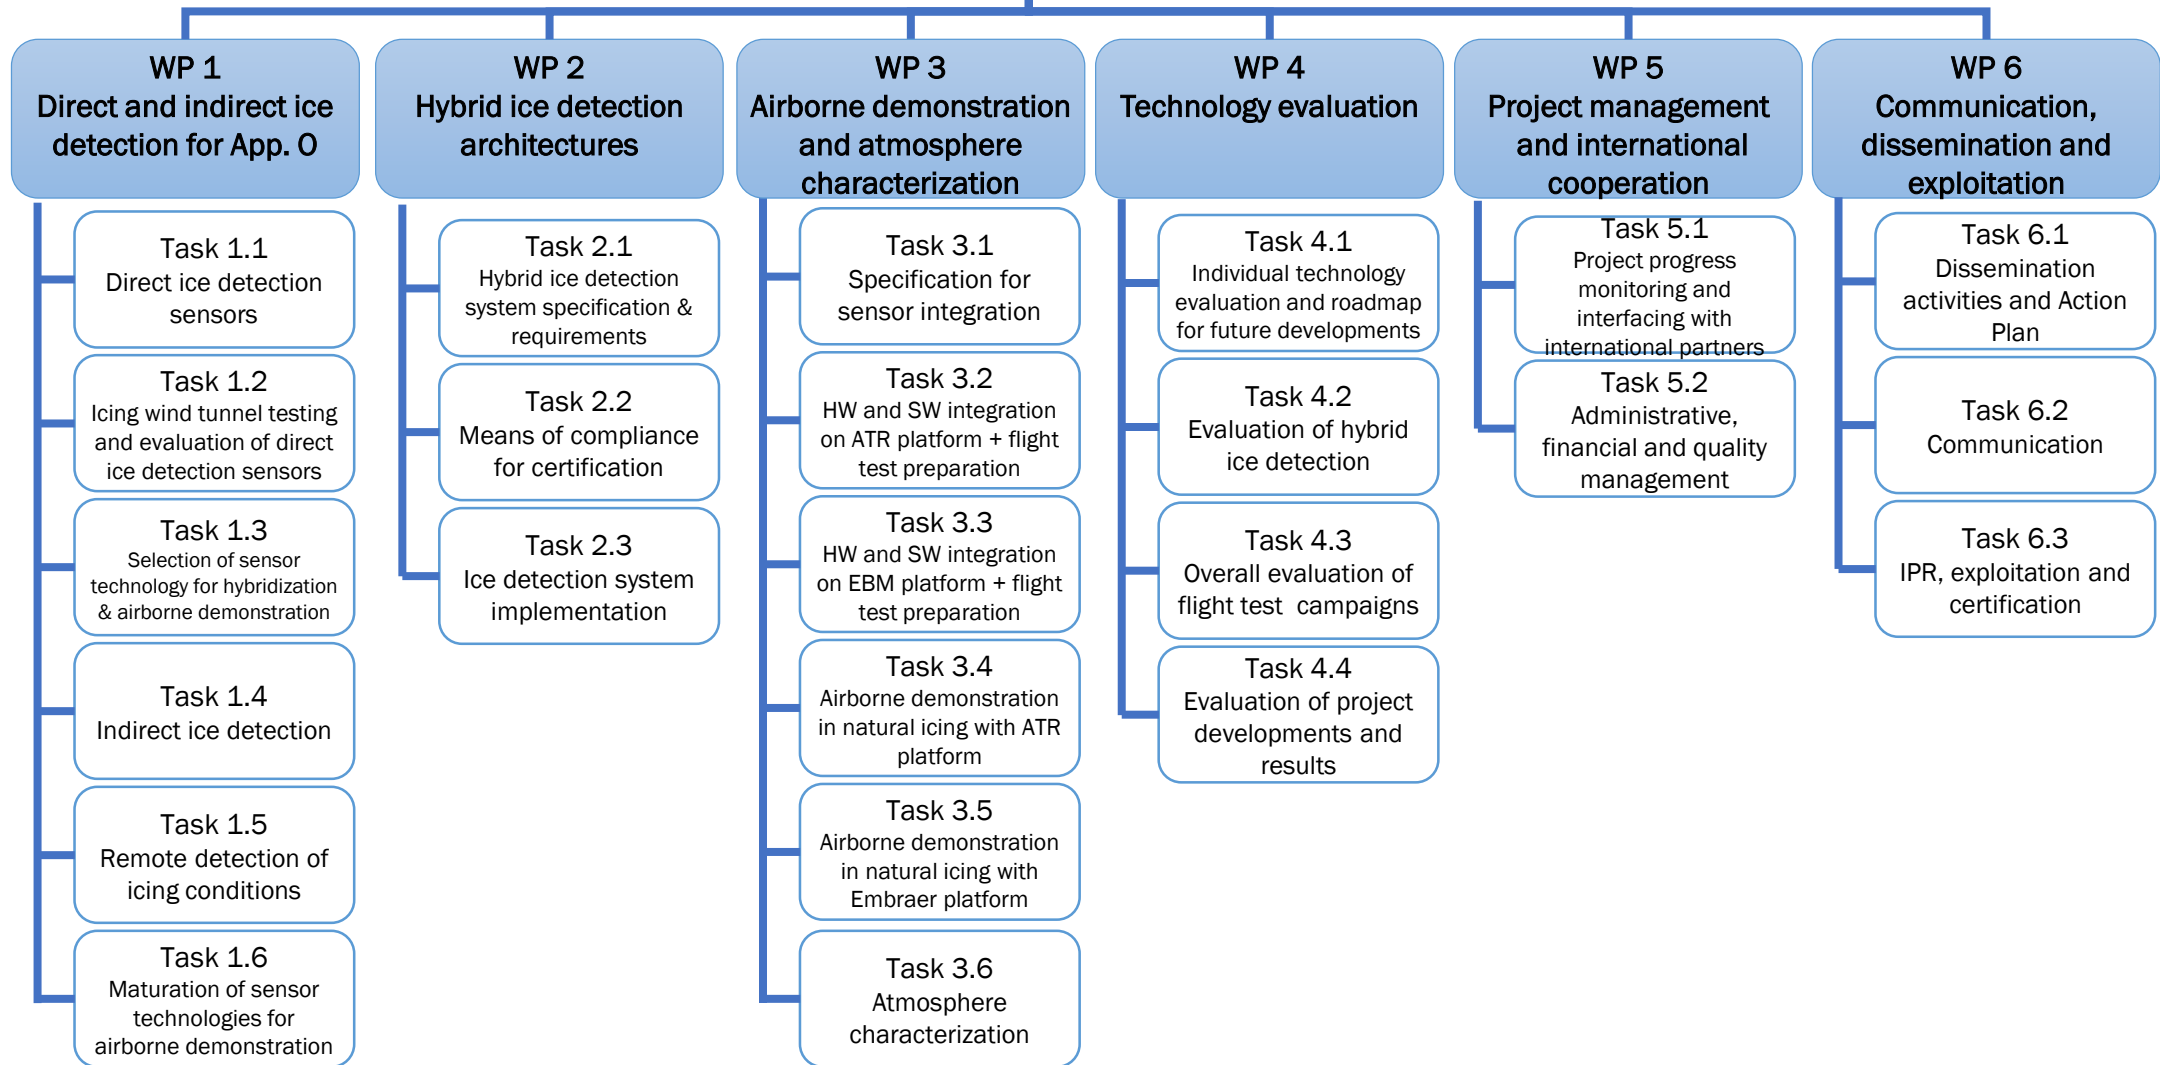 WP 1
Direct and indirect ice
detection for App. O
Task 1.1
Direct ice detection
sensors
Task 1.2
Icing wind tunnel testing
and evaluation of direct
ice detection sensors
Task 1.3
Selection of sensor
technology for hybridization
& airborne demonstration
Task 1.4
Indirect ice detection
Task 1.5
Remote detection of
icing conditions
Task 1.6
Maturation of sensor
technologies for
airborne demonstration
WP 2
Hybrid ice detection
architectures
Task 2.1
Hybrid ice detection
system specification &
requirements
Task 2.2
Means of compliance
for certification
Task 2.3
Ice detection system
implementation
WP 3
Airborne demonstration
and atmosphere
characterization
Task 3.1
Specification for
sensor integration
Task 3.2
HW and SW integration
on ATR platform + flight
test preparation
Task 3.3
HW and SW integration
on EBM platform + flight
test preparation
Task 3.4
Airborne demonstration
in natural icing with ATR
platform
Task 3.5
Airborne demonstration
in natural icing with
Embraer platform
Task 3.6
Atmosphere
characterization
WP 4
Technology evaluation
Task 4.1
Individual technology
evaluation and roadmap
for future developments
Task 4.2
Evaluation of hybrid
ice detection
Task 4.3
Overall evaluation of
flight test campaigns
Task 4.4
Evaluation of project
developments and
results
WP 5
Project management
and international
cooperation
Task 5.1
Project progress
monitoring and
interfacing with
international partners
Task 5.2
Administrative,
financial and quality
management
WP 6
Communication,
dissemination and
exploitation
Task 6.1
Dissemination
activities and Action
Plan
Task 6.2
Communication
Task 6.3
IPR, exploitation and
certification